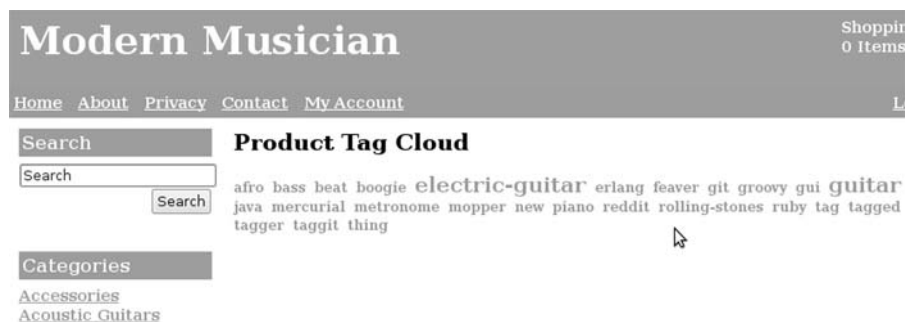 Modern Musician
0 Items
Home About Privacy Contact My Account
Search
Search
Search
Product Tag Cloud
afro bass beat boogie electric-guitar erlang feaver git groovy gui guitar
java mercurial metronome mopper new piano reddit rolling-stones ruby tag tagged
tagger taggit thing
Categories
Accessories
Acoustic Guitars